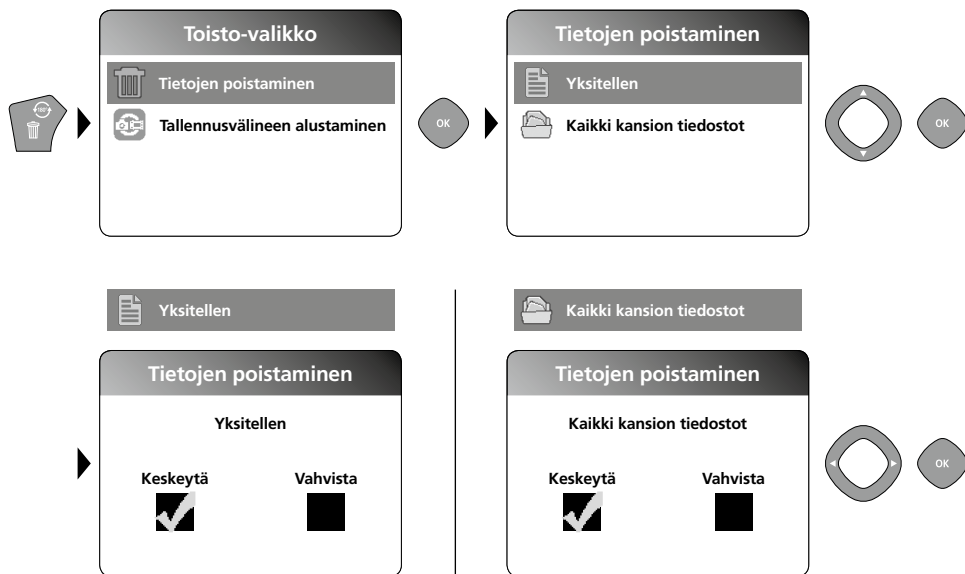 Toisto-valikko
Tietojen poistaminen
Tallennusvälineen alustaminen
180°
OK
Tietojen poistaminen
Yksitellen
Kaikki kansion tiedostot
OK
Yksitellen
Tietojen poistaminen
Yksitellen
Keskeytä Vahvista
Kaikki kansion tiedostot
Tietojen poistaminen
Kaikki kansion tiedostot
Keskeytä Vahvista
OK